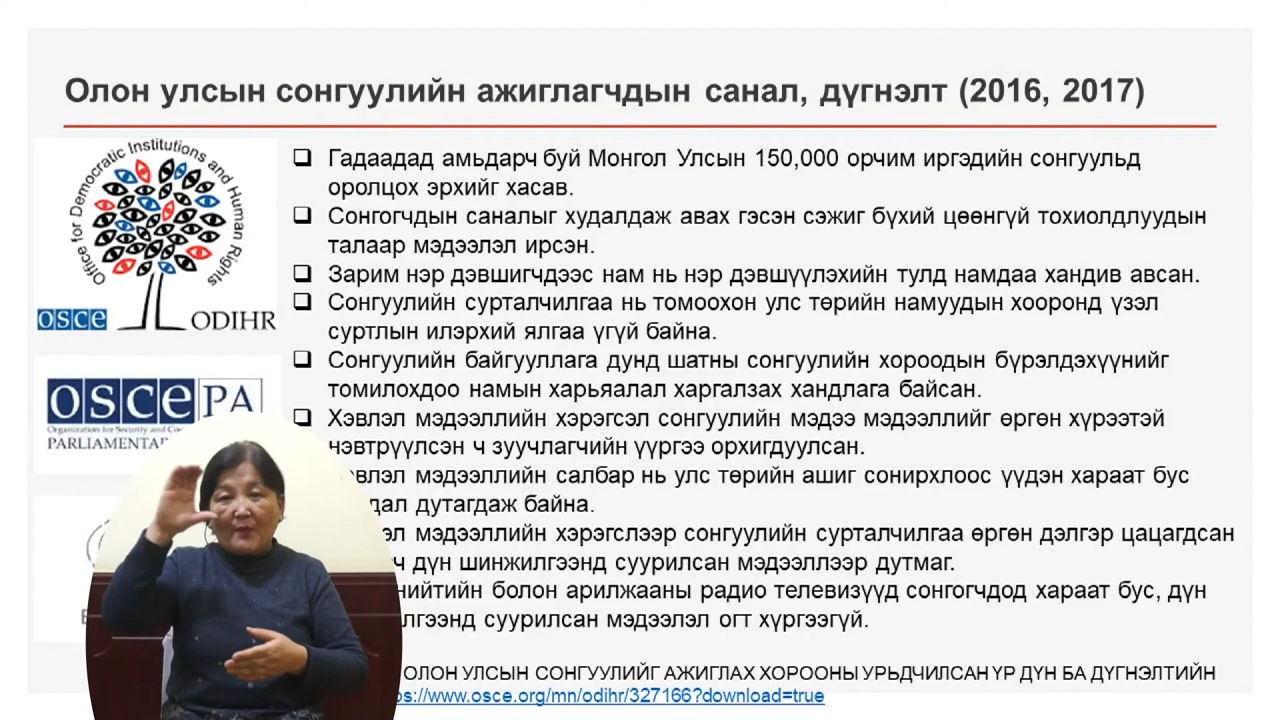 Олон улсын сонгуулийн ажиглагчдын санал, дүгнэлт (2016, 2017)
Office for Democratic Institutions and Human Rights
osce ODIHR
❑ Гадаадад амьдарч буй Монгол Улсын 150,000 орчим иргэдийн сонгуульд
оролцох эрхийг хасав.
❑ Сонгогчдын саналыг худалдаж авах гэсэн сэжиг бүхий цөөнгүй тохиолдлуудын
талаар мэдээлэл ирсэн.
❑ Зарим нэр дэвшигчдээс нам нь нэр дэвшүүлэхийн тулд намдаа хандив авсан.
❑ Сонгуулийн сурталчилгаа нь томоохон улс төрийн намуудын хооронд үзэл
суртлын илэрхий ялгаа үгүй байна.
❑ Сонгуулийн байгууллага дунд шатны сонгуулийн хороодын бүрэлдэхүүнийг
томилохдоо намын харьяалал харгалзах хандлага байсан.
❑ Хэвлэл мэдээллийн хэрэгсэл сонгуулийн мэдээ мэдээллийг өргөн хүрээтэй
нэвтрүүлсэн ч зуучлагчийн үүргээ орхигдуулсан.
мэдээллийн салбар нь улс төрийн ашиг сонирхлоос үүдэн хараат бус
дутагдаж байна.
мэдээллийн хэрэгслээр сонгуулийн сурталчилгаа өргөн дэлгэр цацагдсан
ч дүн шинжилгээнд суурилсан мэдээллээр дутмаг.
болон арилжааны радио телевизүүд сонгогчдод хараат бус, дүн
суурилсан мэдээлэл огт хүргээгүй.
osce PA
Organization for Security and
PARLIAMENTAR
ОЛОН УЛСЫН СОНГУУЛИЙГ АЖИГЛАХ ХОРООНЫ УРЬДЧИЛСАН ҮР ДҮН БА ДҮГНЭЛТИЙН
ps://www.osce.org/mn/odihr/327166?download=true